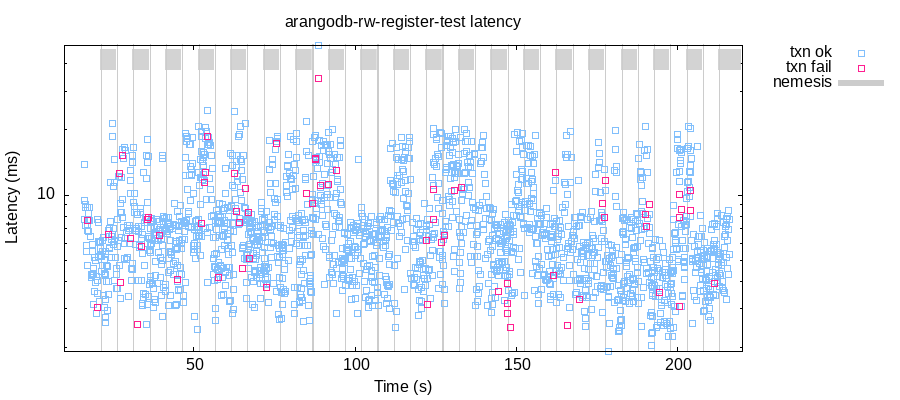 arangodb-rw-register-test latency
txn ok
txn fail
nemesis
Latency (ms)
10
50
100
150
200
Time (s)